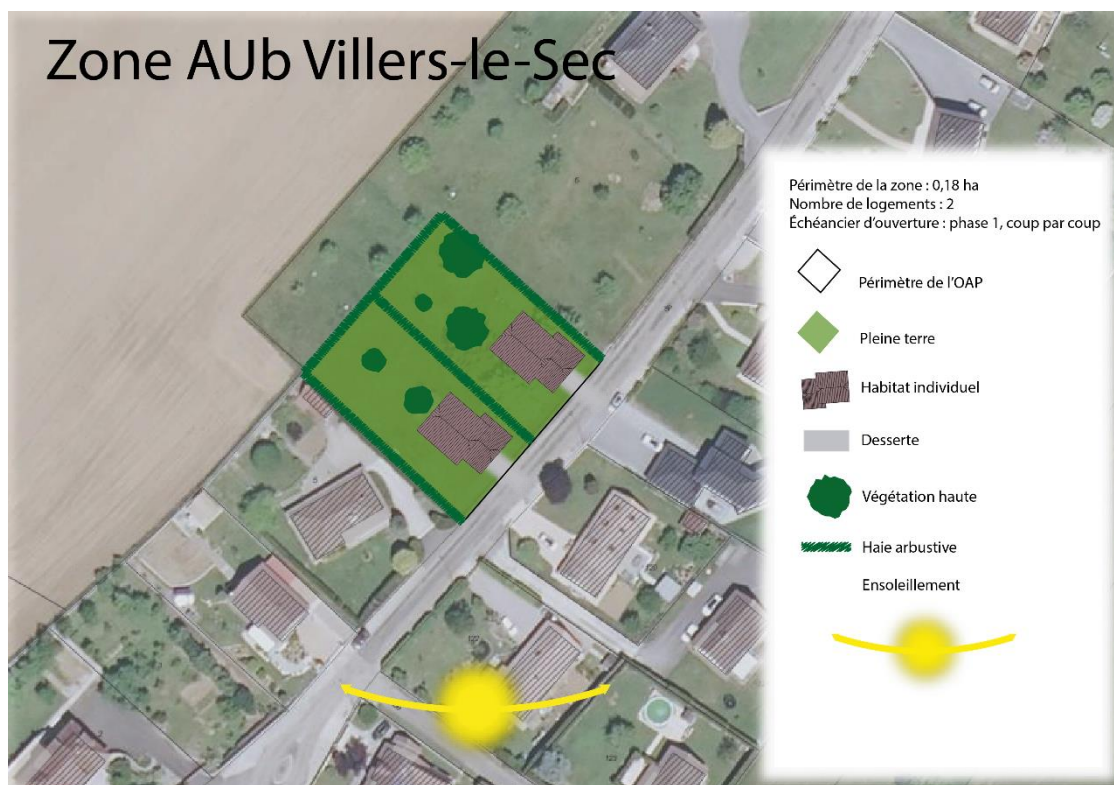 Zone AUb Villers-le-Sec
Périmètre de la zone : 0,18 ha
Nombre de logements : 2
Échéancier d'ouverture : phase 1, coup par coup
Périmètre de l'OAP
Pleine terre
Habitat individuel
Desserte
Végétation haute
Haie arbustive
Ensoleillement